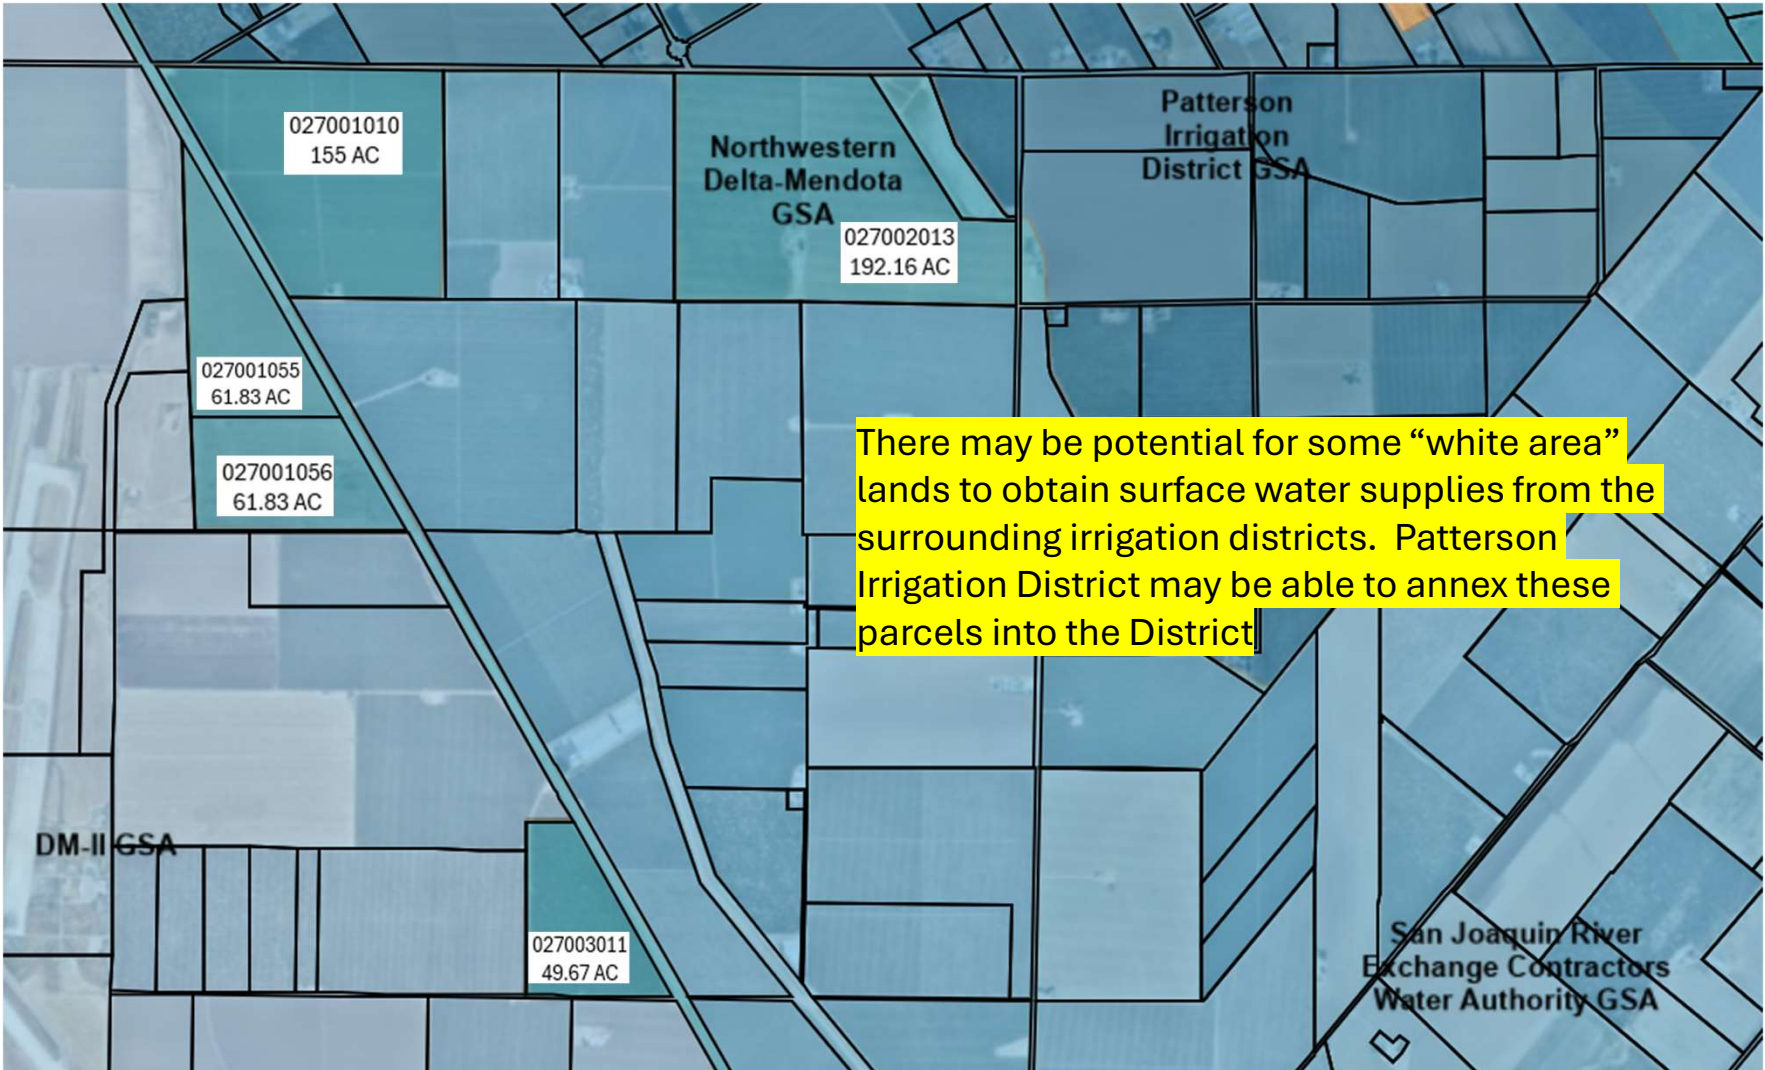 Patterson
Irrigation
District GSA
027001010
155 AC
Northwestern
Delta-Mendota
GSA
027002013
192.16 AC
027001055
61.83 AC
027001056
61.83 AC
There may be potential for some “white area”
lands to obtain surface water supplies from the
surrounding irrigation districts.  Patterson
Irrigation District may be able to annex these
parcels into the District
DM-II GSA
027003011
49.67 AC
San Joaquin River
Exchange Contractors
Water Authority GSA